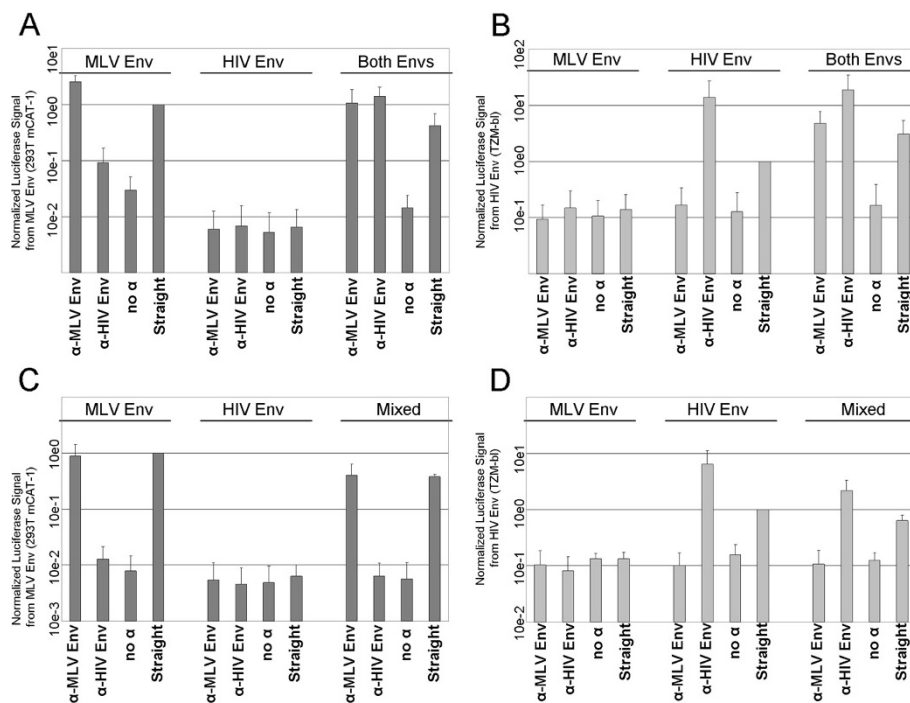 A
MLV Env HIV Env Both Envs
Normalized Luciferase Signal
from MLV Env (293T mCAT-1)
10e1
10e0
10e-1
10e-2
α-MLV Env
α-HIV Env
no α
Straight
α-MLV Env
α-HIV Env
no α
Straight
α-MLV Env
α-HIV Env
no α
Straight
B
MLV Env HIV Env Both Envs
Normalized Luciferase Signal
from HIV Env (TZM-bl)
10e2
10e1
10e0
10e-1
α-MLV Env
α-HIV Env
no α
Straight
α-MLV Env
α-HIV Env
no α
Straight
α-MLV Env
α-HIV Env
no α
Straight
C
MLV Env HIV Env Mixed
Normalized Luciferase Signal
from MLV Env (293T mCAT-1)
10e0
10e-1
10e-2
10e-3
α-MLV Env
α-HIV Env
no α
Straight
α-MLV Env
α-HIV Env
no α
Straight
α-MLV Env
α-HIV Env
no α
Straight
D
MLV Env HIV Env Mixed
Normalized Luciferase Signal
from HIV Env (TZM-bl)
10e1
10e0
10e-1
10e-2
α-MLV Env
α-HIV Env
no α
Straight
α-MLV Env
α-HIV Env
no α
Straight
α-MLV Env
α-HIV Env
no α
Straight